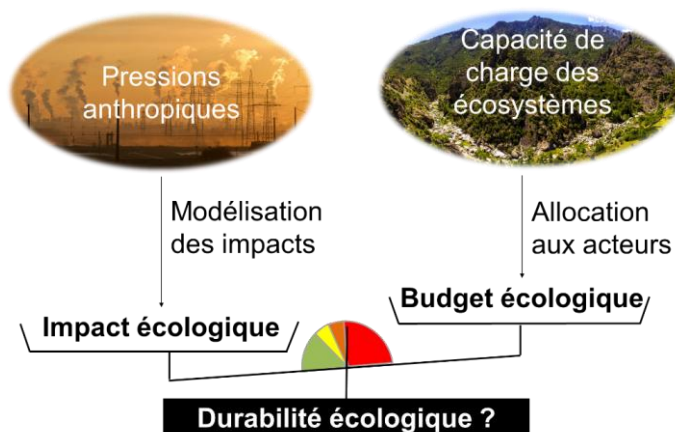 Pressions
anthropiques
Capacité de
charge des
écosystèmes
Modélisation
des impacts
Allocation
aux acteurs
Impact écologique
Budget écologique
Durabilité écologique ?